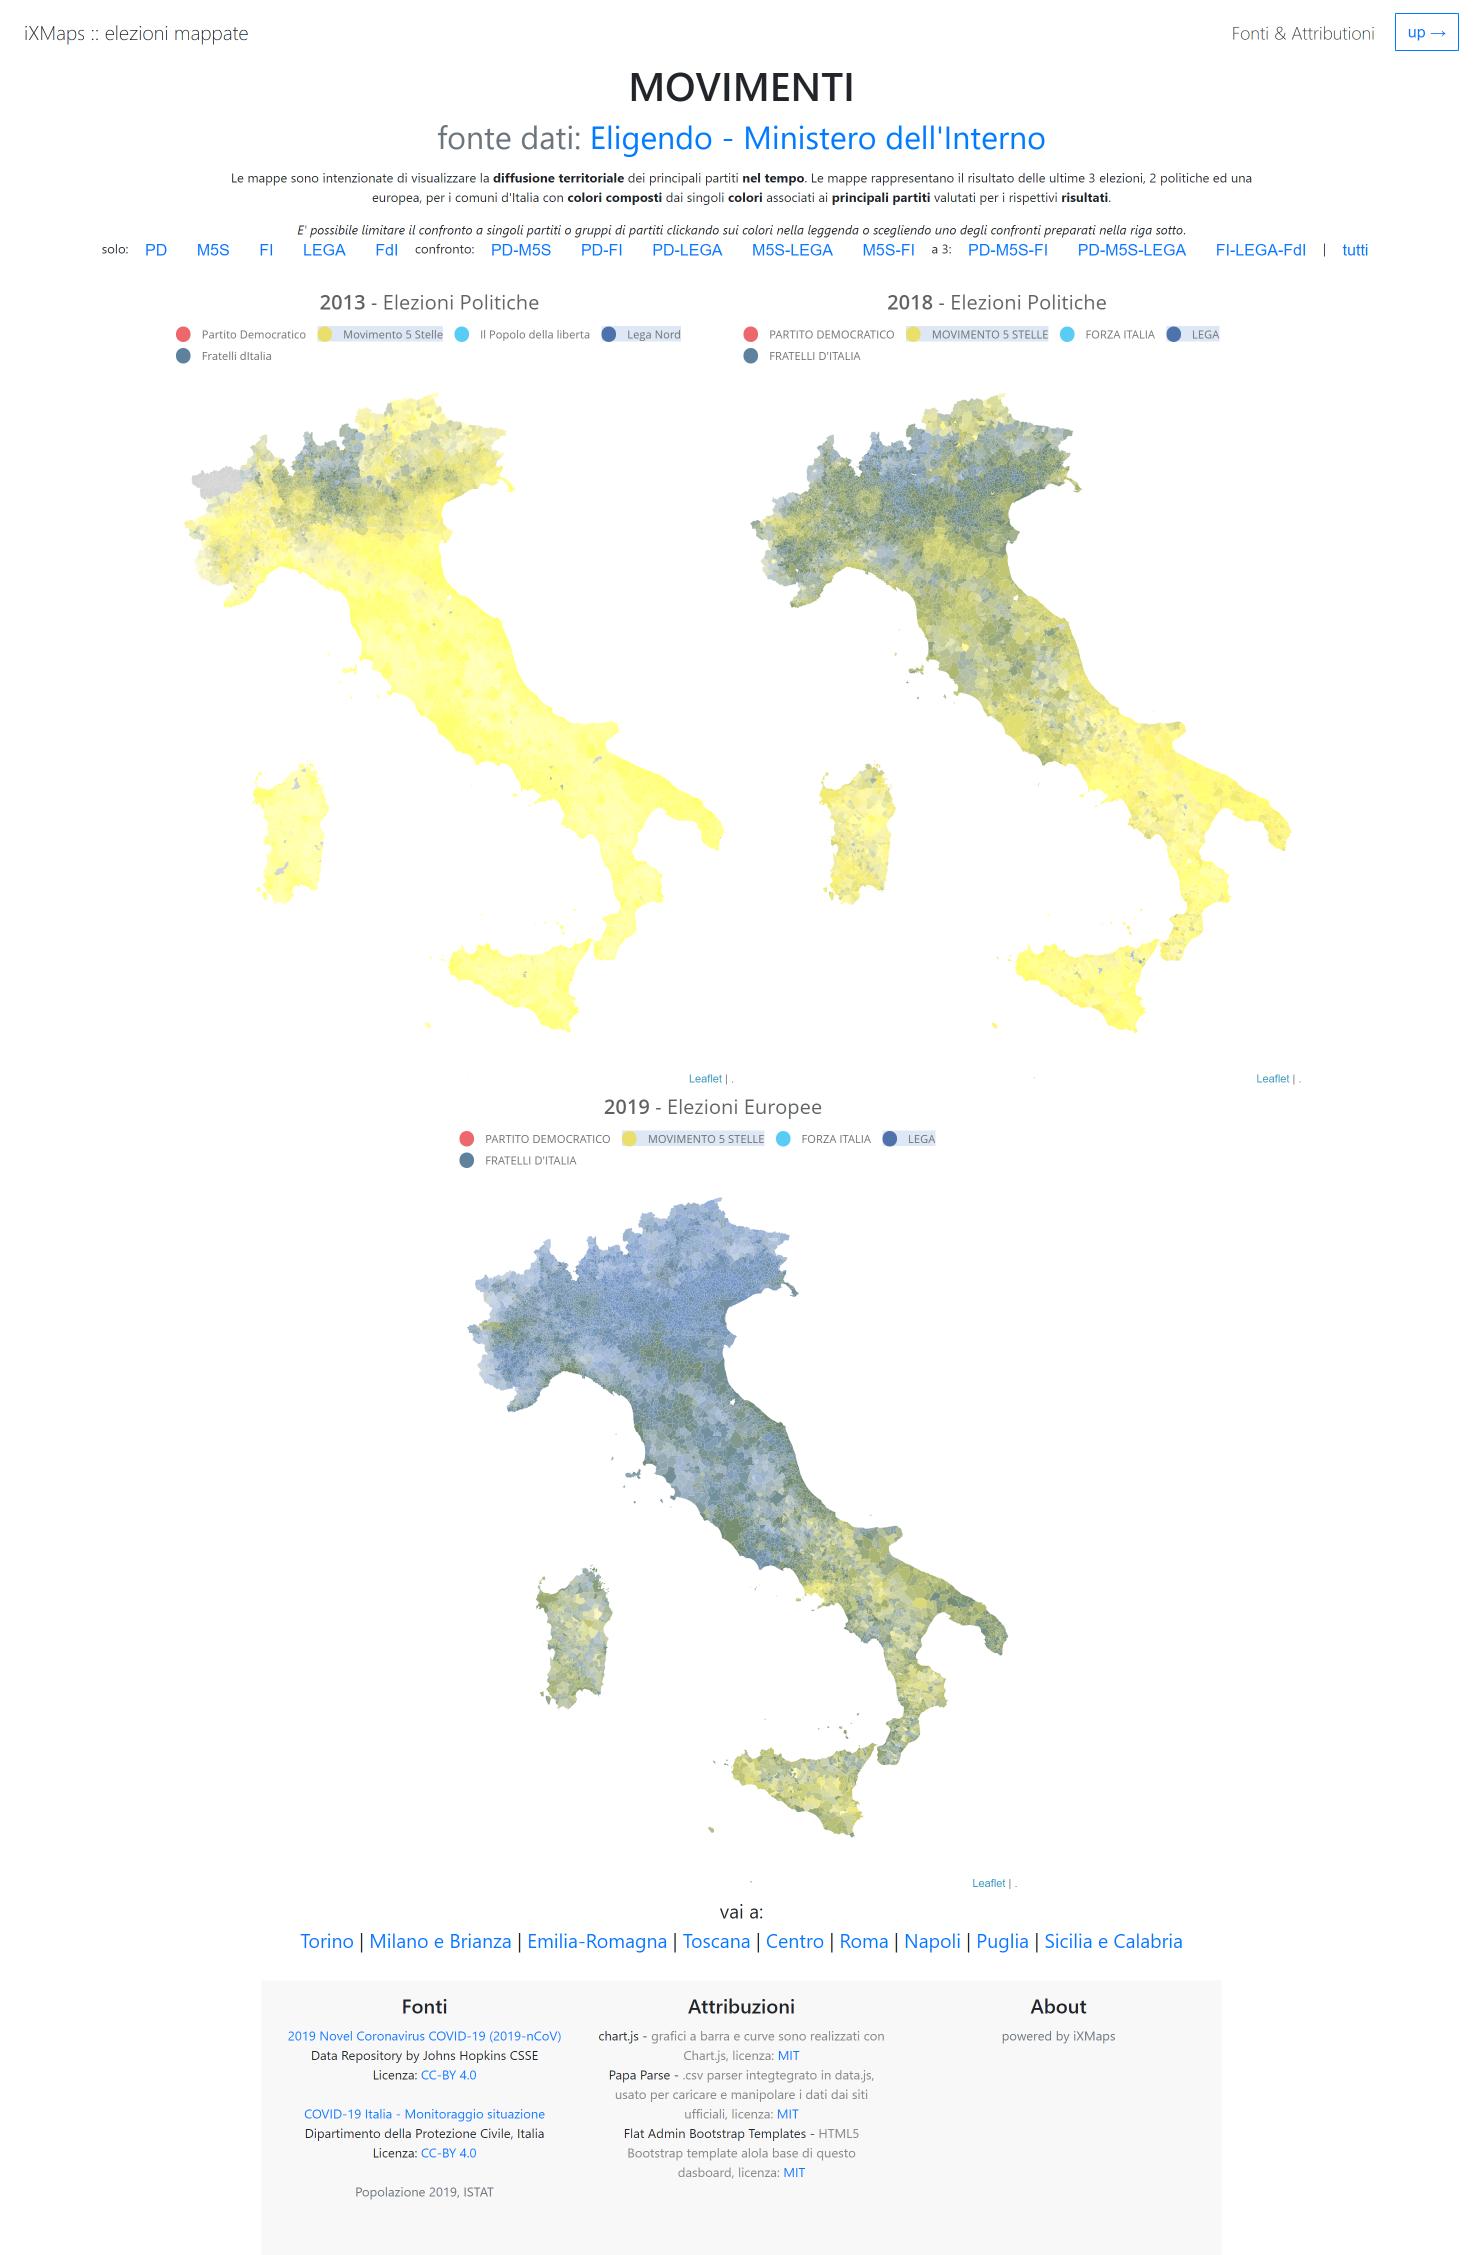 iXMaps :: elezioni mappate
Fonti & Attributioni
up →
MOVIMENTI
fonte dati: Eligendo - Ministero dell'Interno
Le mappe sono intenzionate di visualizzare la diffusione territoriale dei principali partiti nel tempo. Le mappe rappresentano il risultato delle ultime 3 elezioni, 2 politiche ed una
europea, per i comuni d'Italia con colori composti dai singoli colori associati ai principali partiti valutati per i rispettivi risultati.
E' possibile limitare il confronto a singoli partiti o gruppi di partiti clickando sui colori nella leggenda o scegliendo uno degli confronti preparati nella riga sotto.
solo: PD M5S FI LEGA FdI confronto: PD-M5S PD-FI PD-LEGA M5S-LEGA M5S-FI a 3: PD-M5S-FI PD-M5S-LEGA FI-LEGA-FdI | tutti
2013 - Elezioni Politiche
Partito Democratico Movimento 5 Stelle Il Popolo della liberta Lega Nord
Fratelli dItalia
Leaflet | .
2018 - Elezioni Politiche
PARTITO DEMOCRATICO MOVIMENTO 5 STELLE FORZA ITALIA LEGA
FRATELLI D'ITALIA
Leaflet | .
2019 - Elezioni Europee
PARTITO DEMOCRATICO MOVIMENTO 5 STELLE FORZA ITALIA LEGA
FRATELLI D'ITALIA
Leaflet | .
vai a:
Torino | Milano e Brianza | Emilia-Romagna | Toscana | Centro | Roma | Napoli | Puglia | Sicilia e Calabria
Fonti
2019 Novel Coronavirus COVID-19 (2019-nCoV)
Data Repository by Johns Hopkins CSSE
Licenza: CC-BY 4.0
COVID-19 Italia - Monitoraggio situazione
Dipartimento della Protezione Civile, Italia
Licenza: CC-BY 4.0
Popolazione 2019, ISTAT
Attribuzioni
chart.js - grafici a barra e curve sono realizzati con
Chart.js, licenza: MIT
Papa Parse - .csv parser integtegrato in data.js,
usato per caricare e manipolare i dati dai siti
ufficiali, licenza: MIT
Flat Admin Bootstrap Templates - HTML5
Bootstrap template alola base di questo
dasboard, licenza: MIT
About
powered by iXMaps